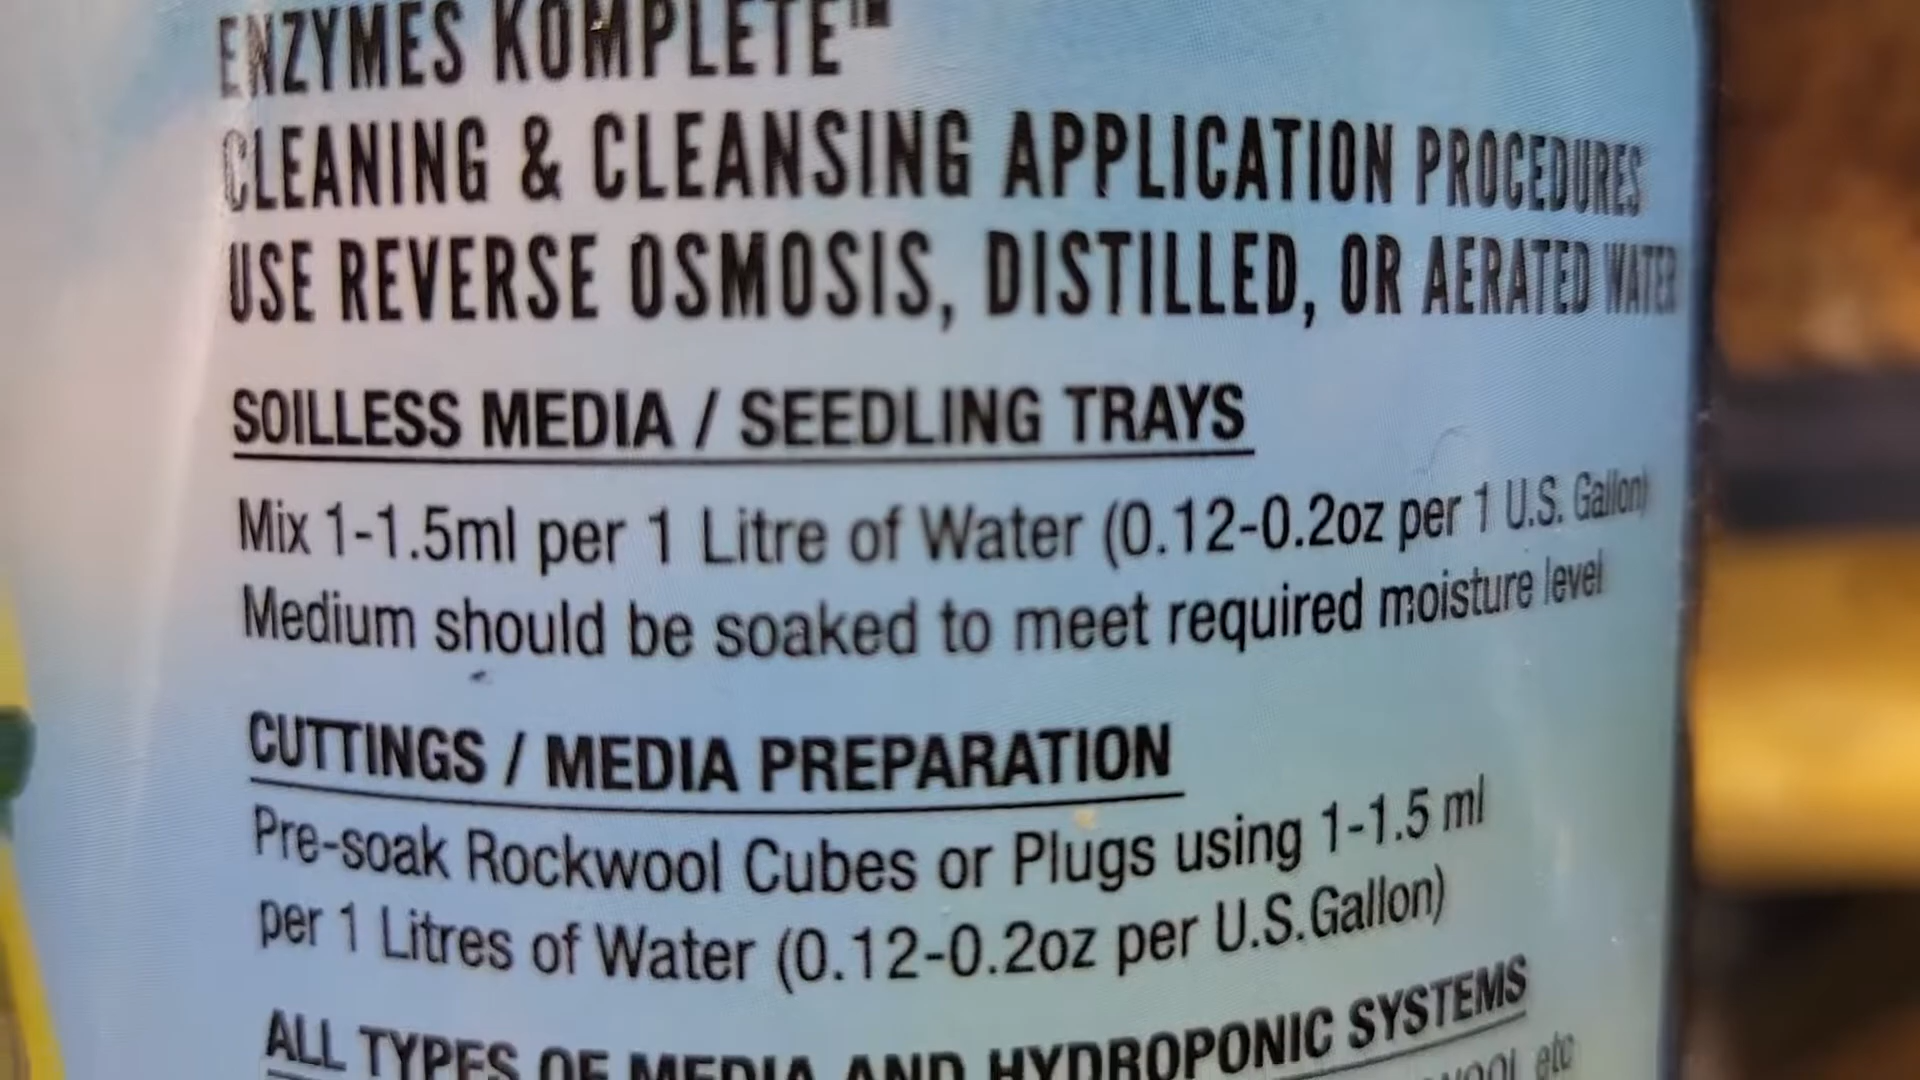 ENZYMES KOMPLETE™
CLEANING & CLEANSING APPLICATION PROCEDURES
USE REVERSE OSMOSIS, DISTILLED, OR AERATED WATER
SOILLESS MEDIA / SEEDLING TRAYS
Mix 1-1.5ml per 1 Litre of Water (0.12-0.2oz per 1 U.S. Gallon)
Medium should be soaked to meet required moisture level
CUTTINGS / MEDIA PREPARATION
Pre-soak Rockwool Cubes or Plugs using 1-1.5 ml
per 1 Litres of Water (0.12-0.2oz per U.S.Gallon)
ALL TYPES OF MEDIA AND HYDROPONIC SYSTEMS
etc